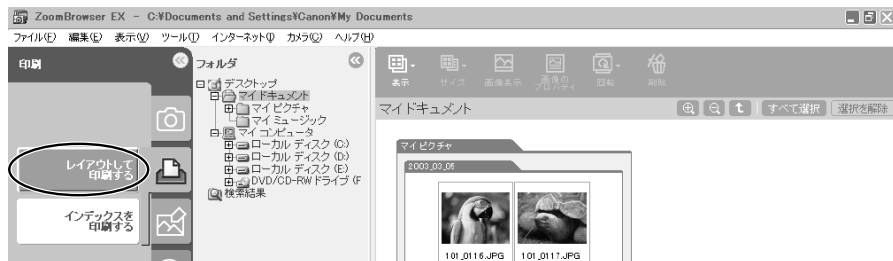 ZoomBrowser EX - C:¥Documents and Settings¥Canon¥My Documents
ファイル(F) 編集(E) 表示(V) ツール(T) インターネット(I) カメラ(C) ヘルプ(H)
印刷
レイアウトして
印刷する
インデックスを
印刷する
フォルダ
デスクトップ
マイ ドキュメント
マイ ピクチャ
マイ ミュージック
マイ コンピュータ
ローカル ディスク (C:)
ローカル ディスク (D:)
ローカル ディスク (E:)
DVD/CD-RW ドライブ (F
検索結果
表示 サイズ 画像表示 画像の プロパティ 回転 削除
マイ ドキュメント
すべて選択 選択を解除
マイ ピクチャ
2003_03_05
101_0116.JPG 101_0117.JPG